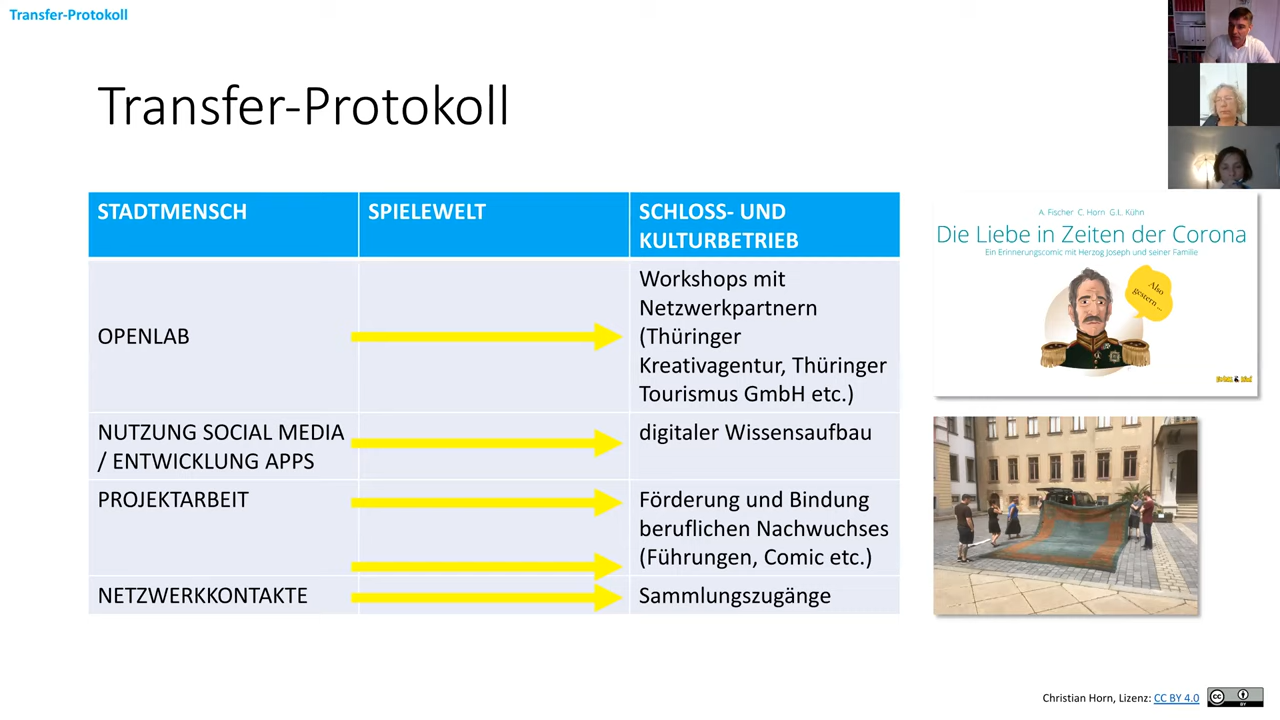 Transfer-Protokoll
Transfer-Protokoll
STADTMENSCH
SPIELEWELT
SCHLOSS- UND
KULTURBETRIEB
OPENLAB
Workshops mit
Netzwerkpartnern
(Thüringer
Kreativagentur, Thüringer
Tourismus GmbH etc.)
NUTZUNG SOCIAL MEDIA
/ ENTWICKLUNG APPS
digitaler Wissensaufbau
PROJEKTARBEIT
Förderung und Bindung
beruflichen Nachwuchses
(Führungen, Comic etc.)
NETZWERKKONTAKTE
Sammlungszugänge
A. Fischer C. Horn G.L. Kühn
Die Liebe in Zeiten der Corona
Ein Erinnerungscomic mit Herzog Joseph und seiner Familie
Also
gestern ...
Christian Horn, Lizenz: CC BY 4.0
CC
BY